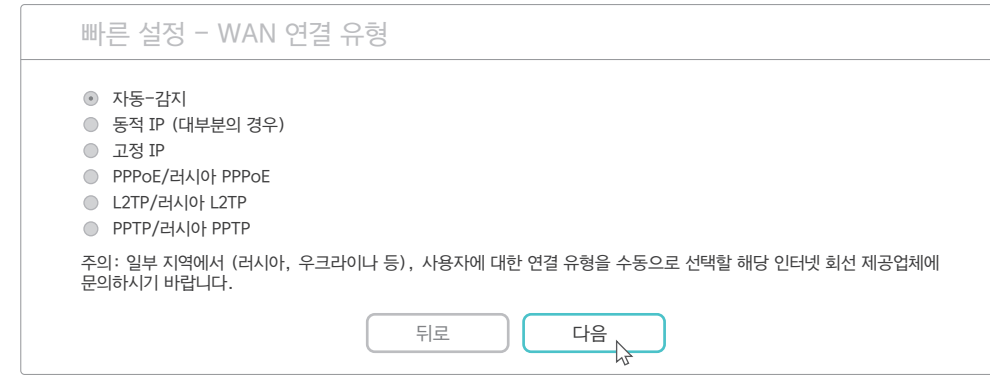 빠른 설정 - WAN 연결 유형
자동-감지
동적 IP (대부분의 경우)
고정 IP
PPPoE/러시아 PPPoE
L2TP/러시아 L2TP
PPTP/러시아 PPTP
주의: 일부 지역에서 (러시아, 우크라이나 등), 사용자에 대한 연결 유형을 수동으로 선택할 해당 인터넷 회선 제공업체에
문의하시기 바랍니다.
뒤로 다음